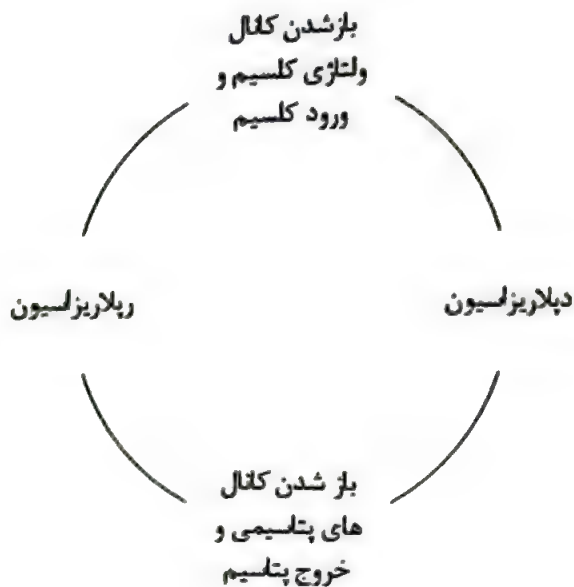 بازشدن کانال
ولتاژی کلسیم و
ورود کلسیم
دپلاریزاسیون
رپلاریزاسیون
باز شدن کانال
های پتاسیمی و
خروج پتاسیم